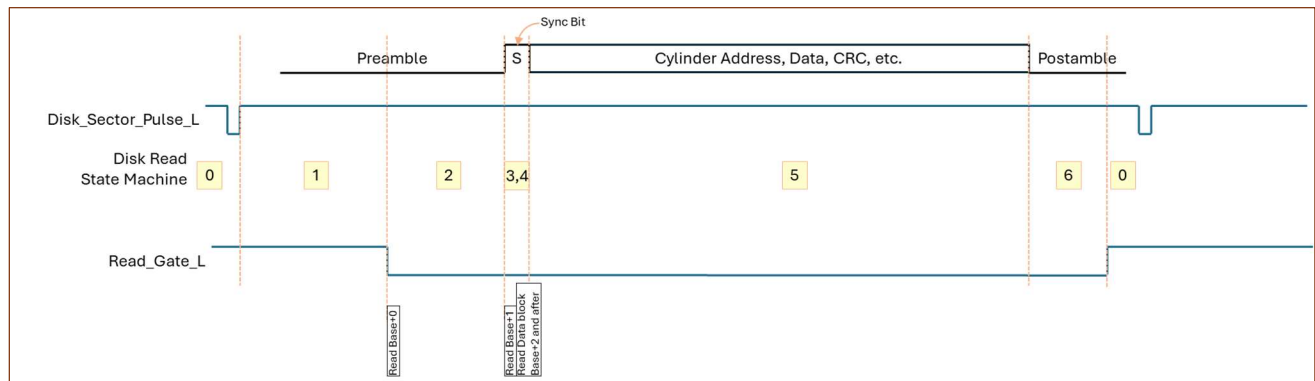 Sync Bit
Preamble
S
Cylinder Address, Data, CRC, etc.
Postamble
Disk_Sector_Pulse_L
Disk Read
State Machine
0
1
2
3,4
5
6
0
Read_Gate_L
Read Base+0
Read Base+1
Read Data block
Base+2 and after